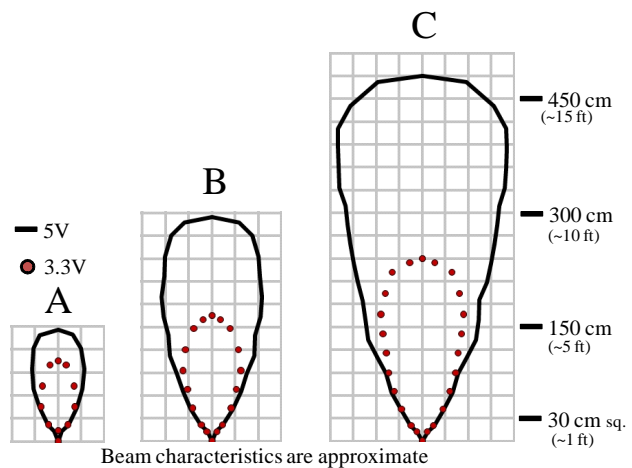 C
450 cm
(~15 ft)
B
300 cm
(~10 ft)
5V
3.3V
A
150 cm
(~5 ft)
30 cm sq.
(~1 ft)
Beam characteristics are approximate